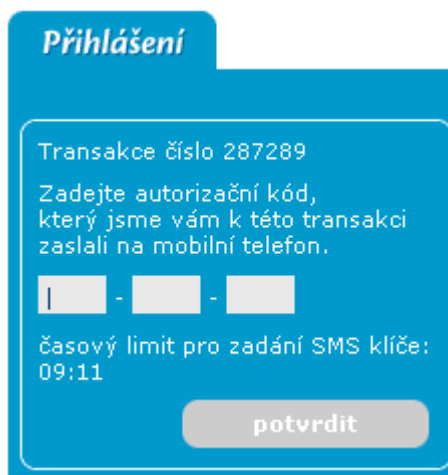 Přihlášení
Transakce číslo 287289
Zadejte autorizační kód,
který jsme vám k této transakci
zaslali na mobilní telefon.
- -
časový limit pro zadání SMS klíče:
09:11
potvrdit